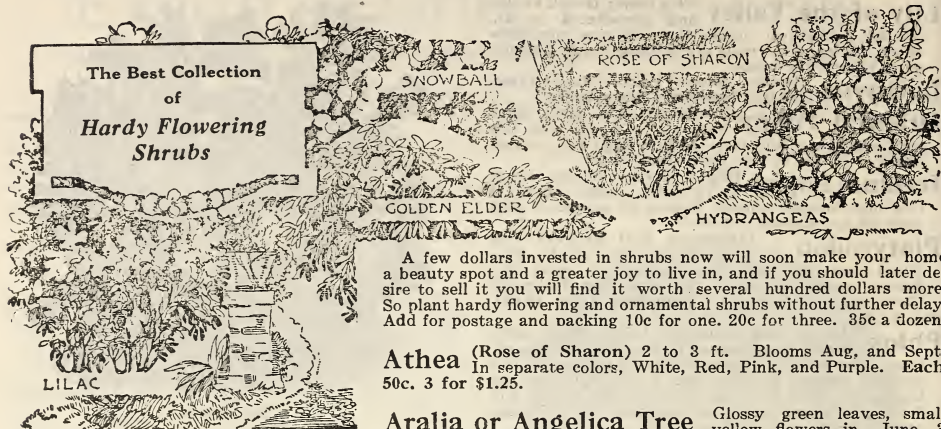 The Best Collection
of
Hardy Flowering
Shrubs
SNOWBALL
ROSE OF SHARON
GOLDEN ELDER
HYDRANGEAS
LILAC
A few dollars invested in shrubs now will soon make your home
a beauty spot and a greater joy to live in, and if you should later de
sire to sell it you will find it worth several hundred dollars more
So plant hardy flowering and ornamental shrubs without further delay
Add for postage and packing 10c for one. 20c for three. 35c a dozen
Athea (Rose of Sharon) 2 to 3 ft. Blooms Aug, and Sept
In separate colors, White, Red, Pink, and Purple. Each
50c. 3 for $1.25.
Aralia or Angelica Tree Glossy green leaves, smal
yellow flowers in June.